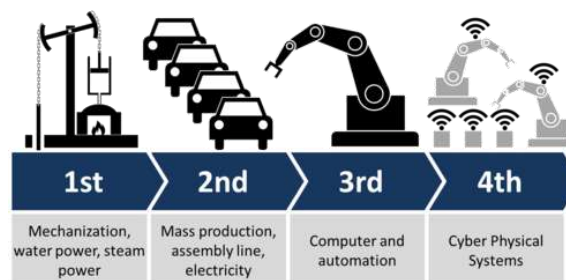 1st
2nd
3rd
4th
Mechanization,
water power, steam
power
Mass production,
assembly line,
electricity
Computer and
automation
Cyber Physical
Systems